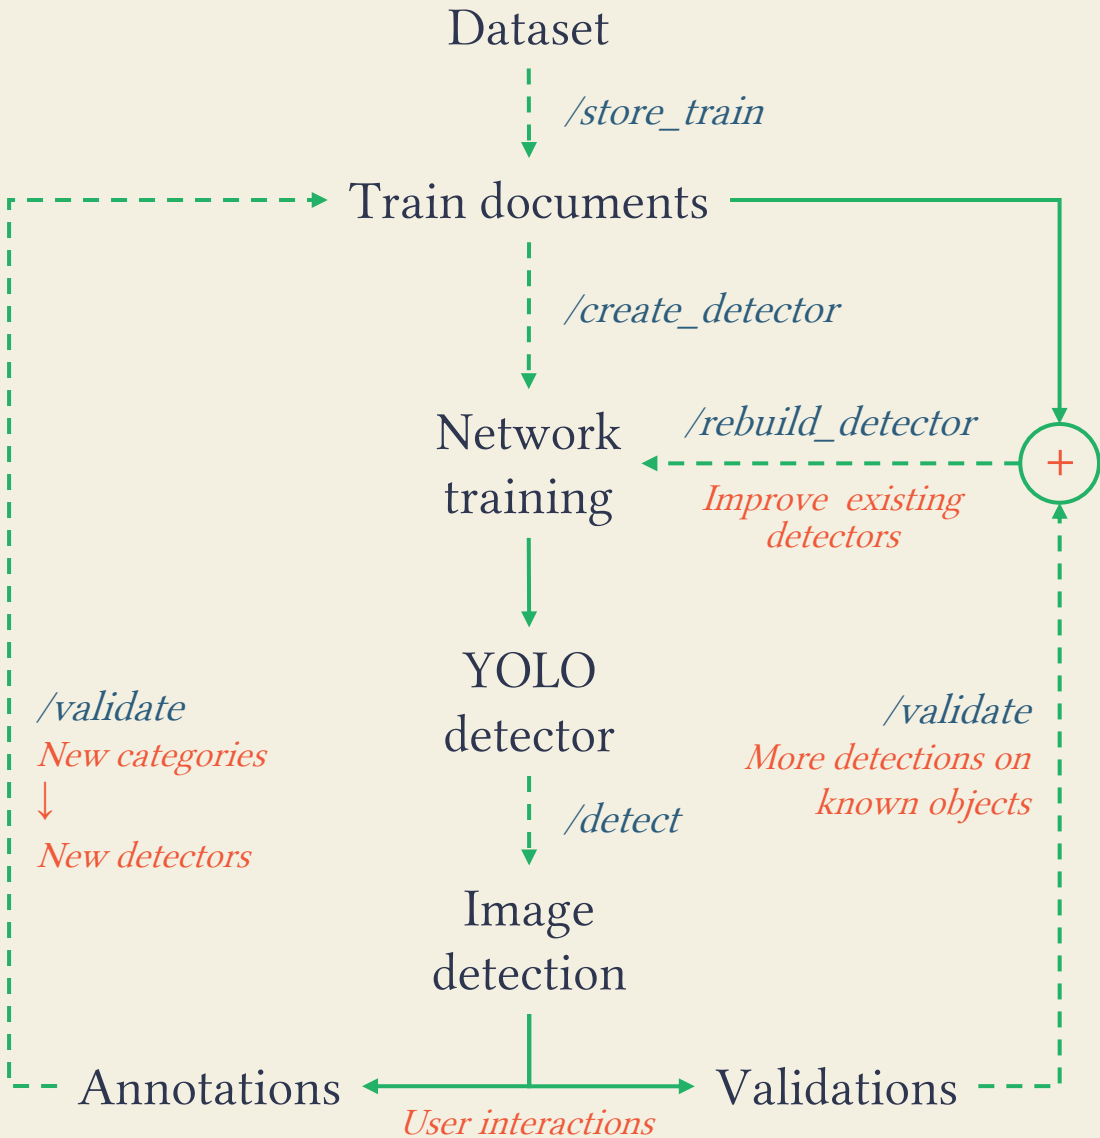 Dataset
/store_train
Train documents
/create_detector
Network
training
/rebuild_detector
+
Improve existing
detectors
YOLO
detector
/validate
New categories
↓
New detectors
/validate
More detections on
known objects
/detect
Image
detection
Annotations
Validations
User interactions